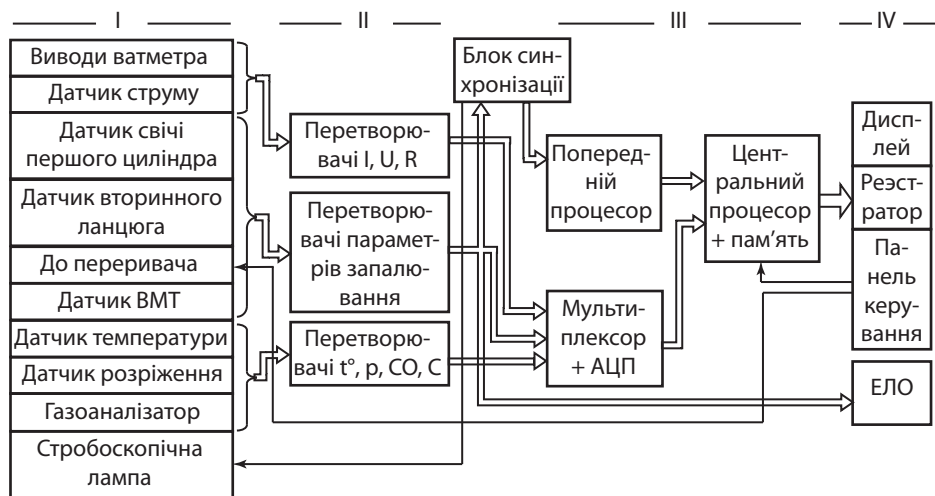 I
II
III
IV
Виводи ватметра
Датчик струму
Датчик свічі
першого циліндра
Датчик вторинного
ланцюга
До переривача
Датчик ВМТ
Датчик температури
Датчик розріження
Газоаналізатор
Стробоскопічна
лампа
Перетворю-
вачі I, U, R
Перетворю-
вачі парамет-
рів запалю-
вання
Перетворю-
вачі t°, p, CO, C
Блок син-
хронізації
Поперед-
ній
процесор
Мульти-
плексор
+ АЦП
Цент-
ральний
процесор
+ пам'ять
Дисп-
лей
Реэст-
ратор
Па-
нель
керу-
вання
ЕЛО